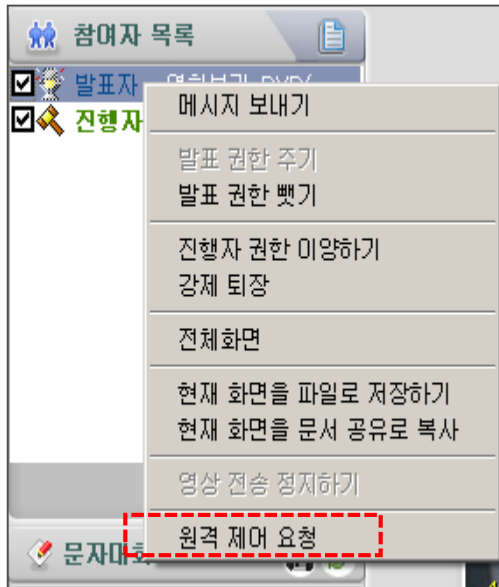 참여자 목록
발표자
진행자
메시지 보내기
발표 권한 주기
발표 권한 뺏기
진행자 권한 이양하기
강제 퇴장
전체화면
현재 화면을 파일로 저장하기
현재 화면을 문서 공유로 복사
영상 전송 정지하기
원격 제어 요청